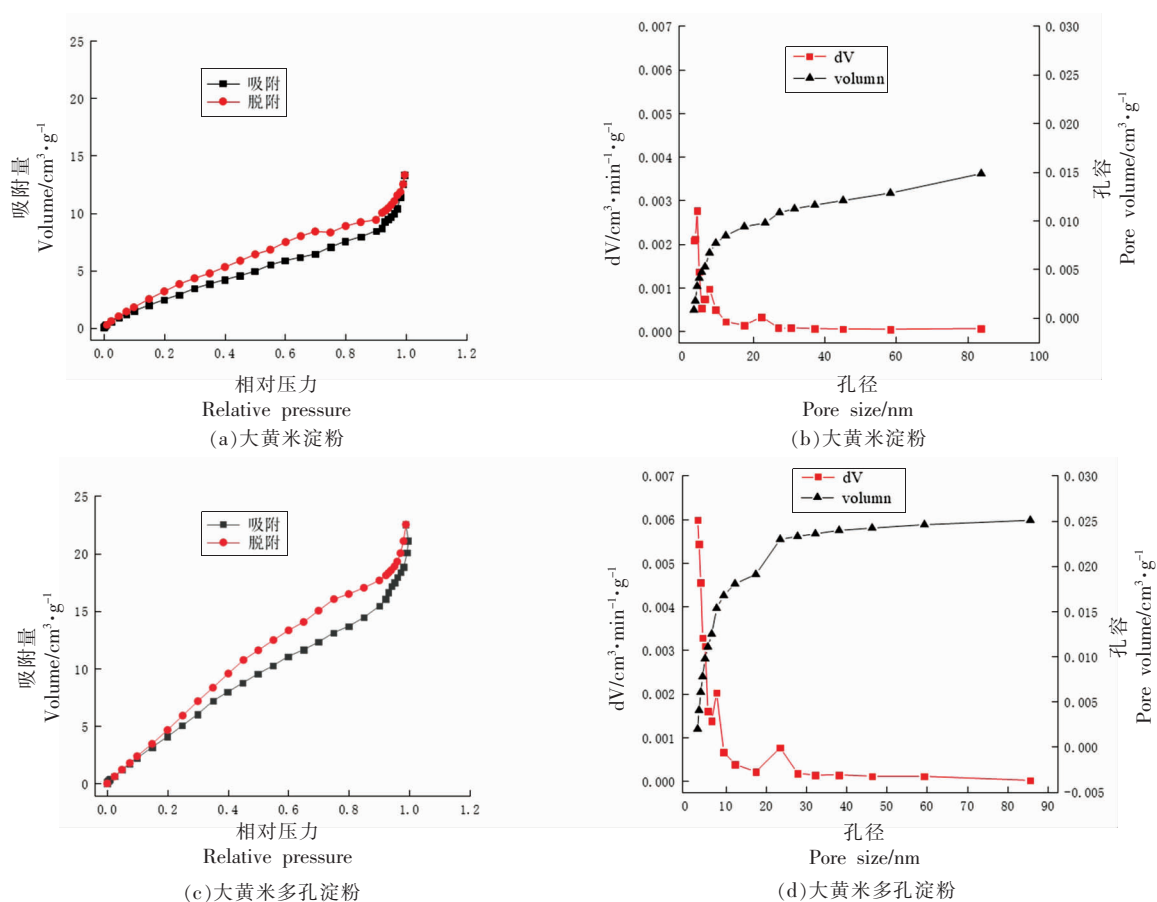 25
20
15
10
5
0
吸附量
Volume/cm³•g⁻¹
吸附
脱附
0.0 0.2 0.4 0.6 0.8 1.0 1.2
相对压力
Relative pressure
(a)大黄米淀粉
0.007
0.006
0.005
0.004
0.003
0.002
0.001
0.000
dV/cm³•min⁻¹•g⁻¹
dV
volumn
0.030
0.025
0.020
0.015
0.010
0.005
0.000
孔容
Pore volume/cm³•g⁻¹
0 20 40 60 80 100
孔径
Pore size/nm
(b)大黄米淀粉
25
20
15
10
5
0
吸附量
Volume/cm³•g⁻¹
吸附
脱附
0.0 0.2 0.4 0.6 0.8 1.0 1.2
相对压力
Relative pressure
(c)大黄米多孔淀粉
0.007
0.006
0.005
0.004
0.003
0.002
0.001
0.000
dV/cm³•min⁻¹•g⁻¹
dV
volumn
0.030
0.025
0.020
0.015
0.010
0.005
0.000
-0.005
孔容
Pore volume/cm³•g⁻¹
0 10 20 30 40 50 60 70 80 90
孔径
Pore size/nm
(d)大黄米多孔淀粉